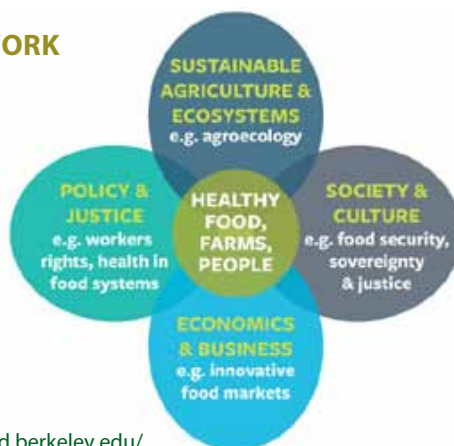 ORK
SUSTAINABLE
AGRICULTURE &
ECOSYSTEMS
e.g. agroecology
POLICY &
JUSTICE
e.g. workers
rights, health in
food systems
HEALTHY
FOOD,
FARMS,
PEOPLE
SOCIETY &
CULTURE
e.g. food security,
sovereignty
& justice
ECONOMICS
& BUSINESS
e.g. innovative
food markets
d.berkeley.edu/